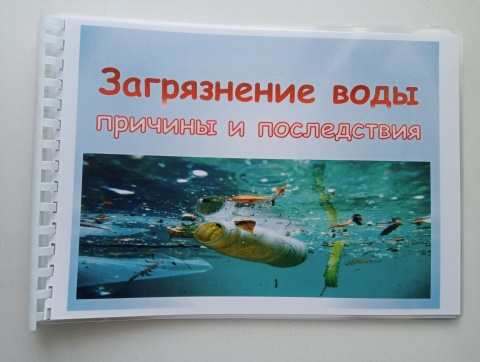 Загрязнение воды
причины и последствия